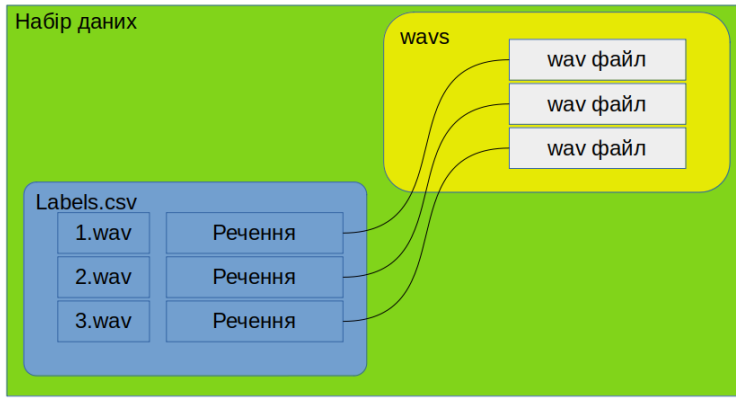 Набір даних
wavs
wav файл
wav файл
wav файл
Labels.csv
1.wav Речення
2.wav Речення
3.wav Речення